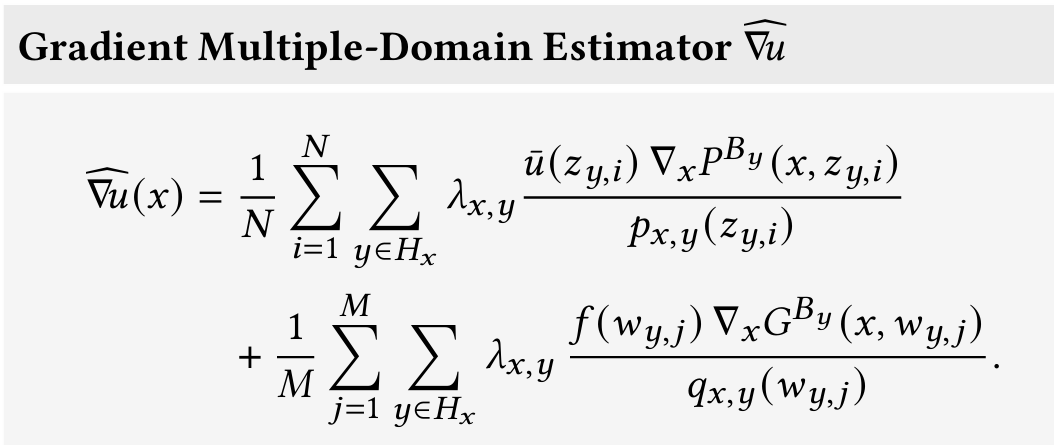 Gradient Multiple-Domain Estimator $\widehat{\nabla u}$
$\widehat{\nabla u}(x) = \frac{1}{N} \sum_{i=1}^{N} \sum_{y \in H_x} \lambda_{x,y} \frac{\bar{u}(z_{y,i}) \, \nabla_x P^{B_y}(x, z_{y,i})}{p_{x,y}(z_{y,i})}$
$+ \frac{1}{M} \sum_{j=1}^{M} \sum_{y \in H_x} \lambda_{x,y} \frac{f(w_{y,j}) \, \nabla_x G^{B_y}(x, w_{y,j})}{q_{x,y}(w_{y,j})}.$